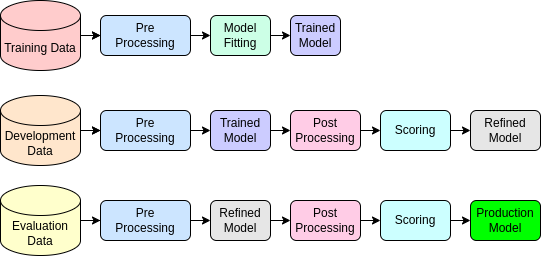 Training Data
Pre
Processing
Model
Fitting
Trained
Model
Development
Data
Pre
Processing
Trained
Model
Post
Processing
Scoring
Refined
Model
Evaluation
Data
Pre
Processing
Refined
Model
Post
Processing
Scoring
Production
Model